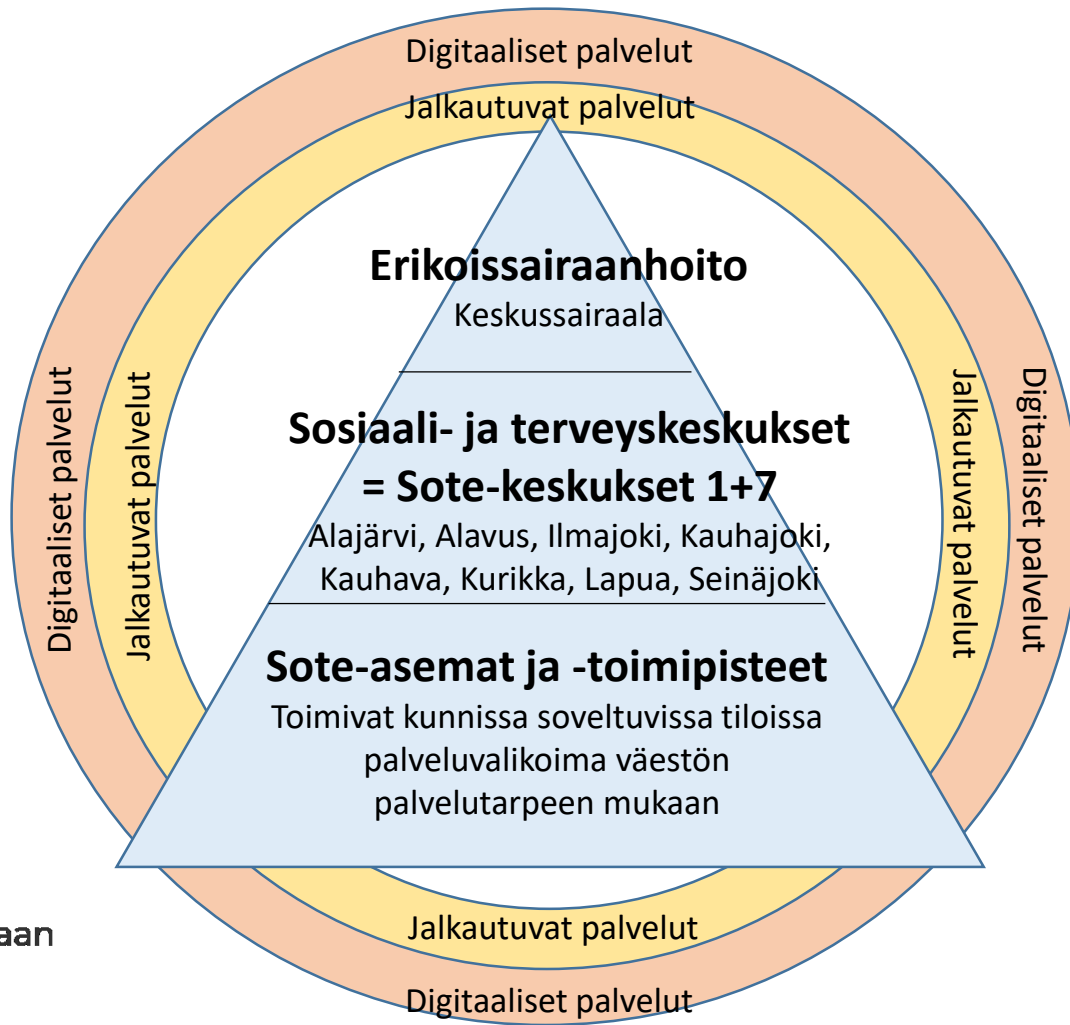 Digitaaliset palvelut
Jalkautuvat palvelut
Erikoissairaanhoito
Keskussairaala
Digitaaliset palvelut
Jalkautuvat palvelut
Jalkautuvat palvelut
Digitaaliset palvelut
Sosiaali- ja terveyskeskukset
= Sote-keskukset 1+7
Alajärvi, Alavus, Ilmajoki, Kauhajoki,
Kauhava, Kurikka, Lapua, Seinäjoki
Sote-asemat ja -toimipisteet
Toimivat kunnissa soveltuvissa tiloissa
palveluvalikoima väestön
palvelutarpeen mukaan
Jalkautuvat palvelut
aan
Digitaaliset palvelut